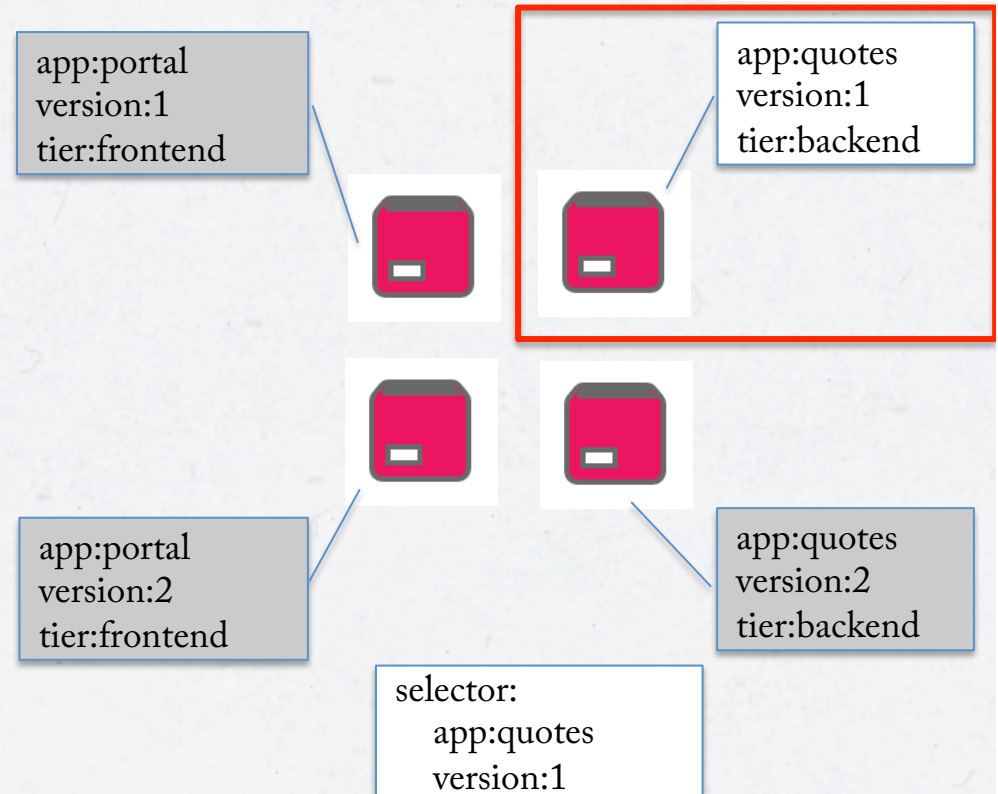 app:portal
version:1
tier:frontend
app:quotes
version:1
tier:backend
app:portal
version:2
tier:frontend
app:quotes
version:2
tier:backend
selector:
app:quotes
version:1